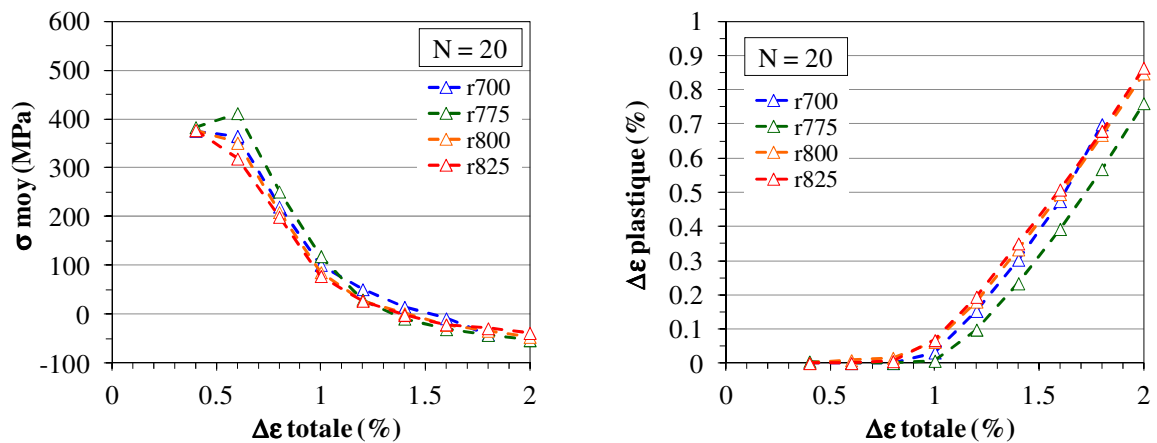 600
500
400
300
200
100
0
-100
σ moy (MPa)
N = 20
r700
r775
r800
r825
0
0.5
1
1.5
2
Δε totale (%)
1
0.9
0.8
0.7
0.6
0.5
0.4
0.3
0.2
0.1
0
Δε plastique (%)
N = 20
r700
r775
r800
r825
0
0.5
1
1.5
2
Δε totale (%)